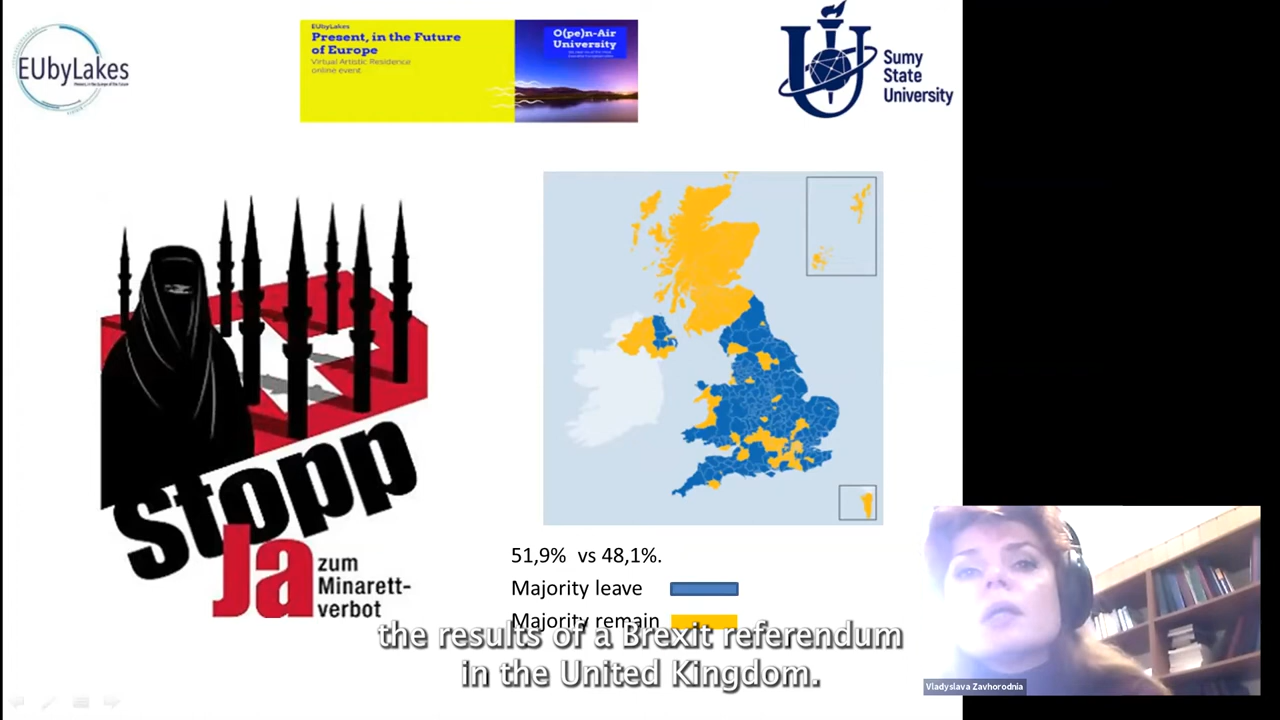 EUbyLakes
EUbyLakes
Present, in the Future
of Europe
Virtual Artistic Residence
online event
O(pe)n-Air
University
Sumy
State
University
Stopp
Ja
zum
Minarett-
verbot
51,9% vs 48,1%.
Majority leave
Majority remain
the results of a Brexit referendum
in the United Kingdom.
Vladyslava Zavhorodnia